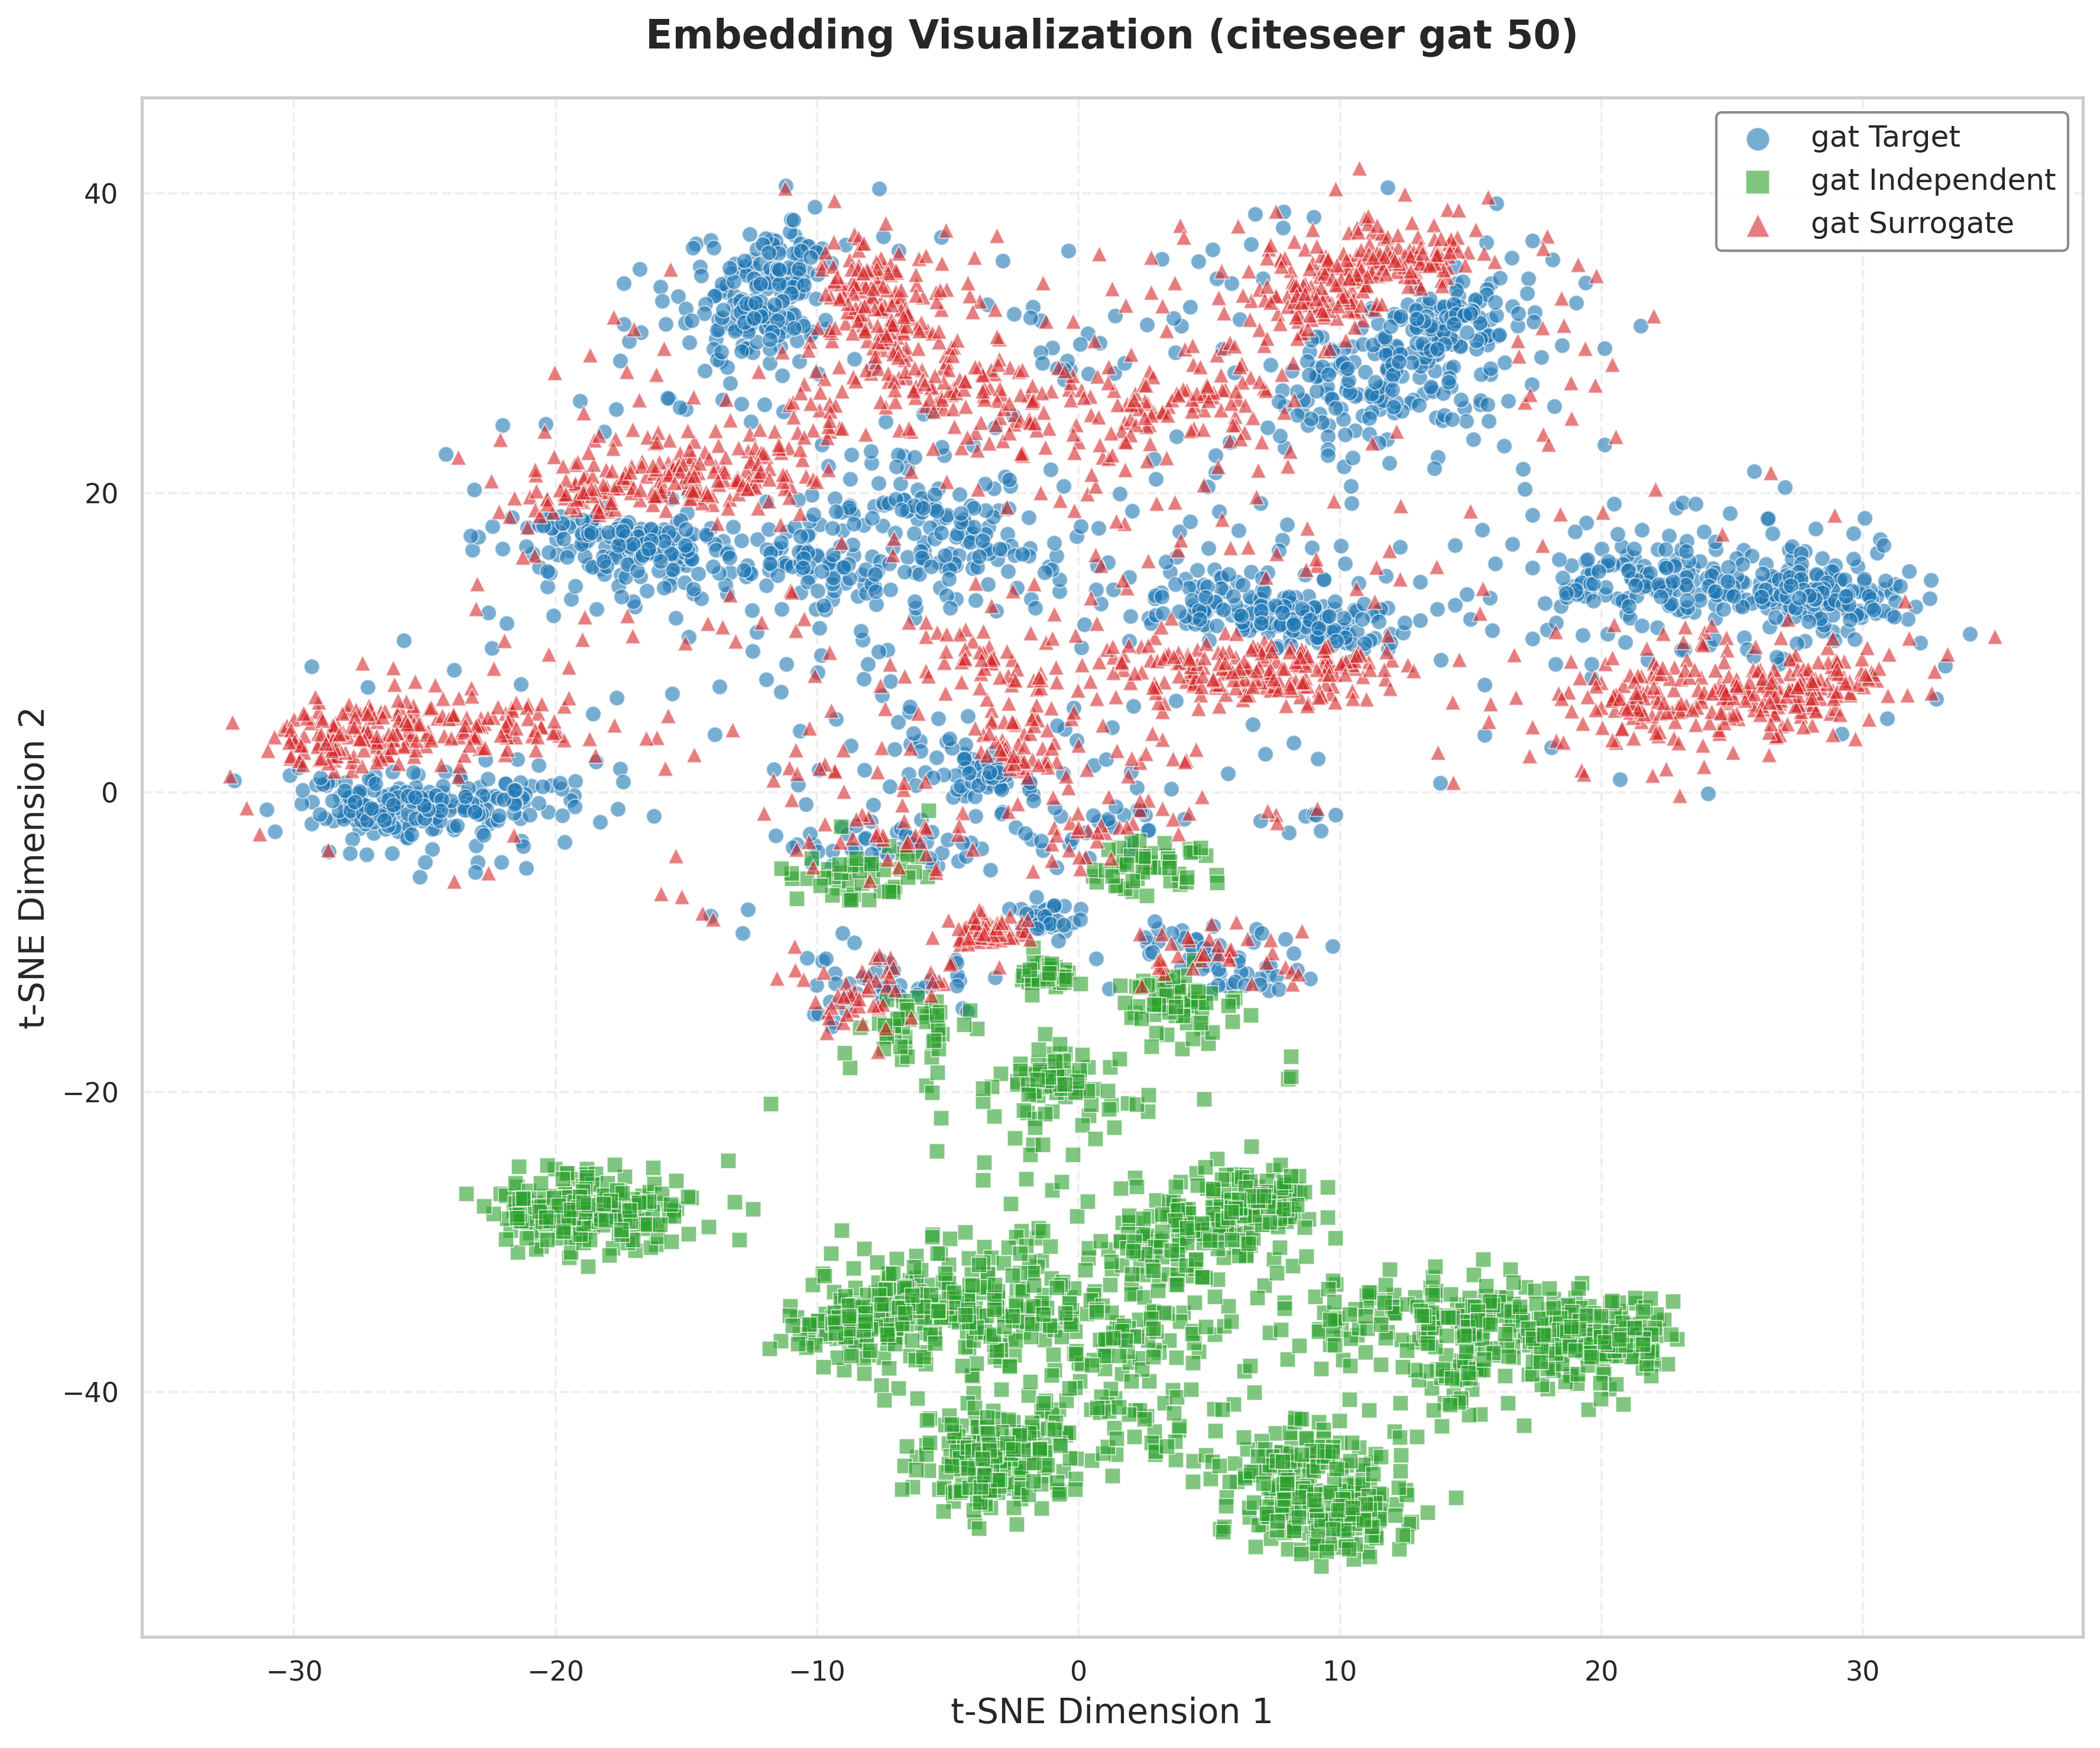 Embedding Visualization (citeseer gat 50)
gat Target
gat Independent
gat Surrogate
40
20
0
−20
−40
t-SNE Dimension 2
−30 −20 −10 0 10 20 30
t-SNE Dimension 1